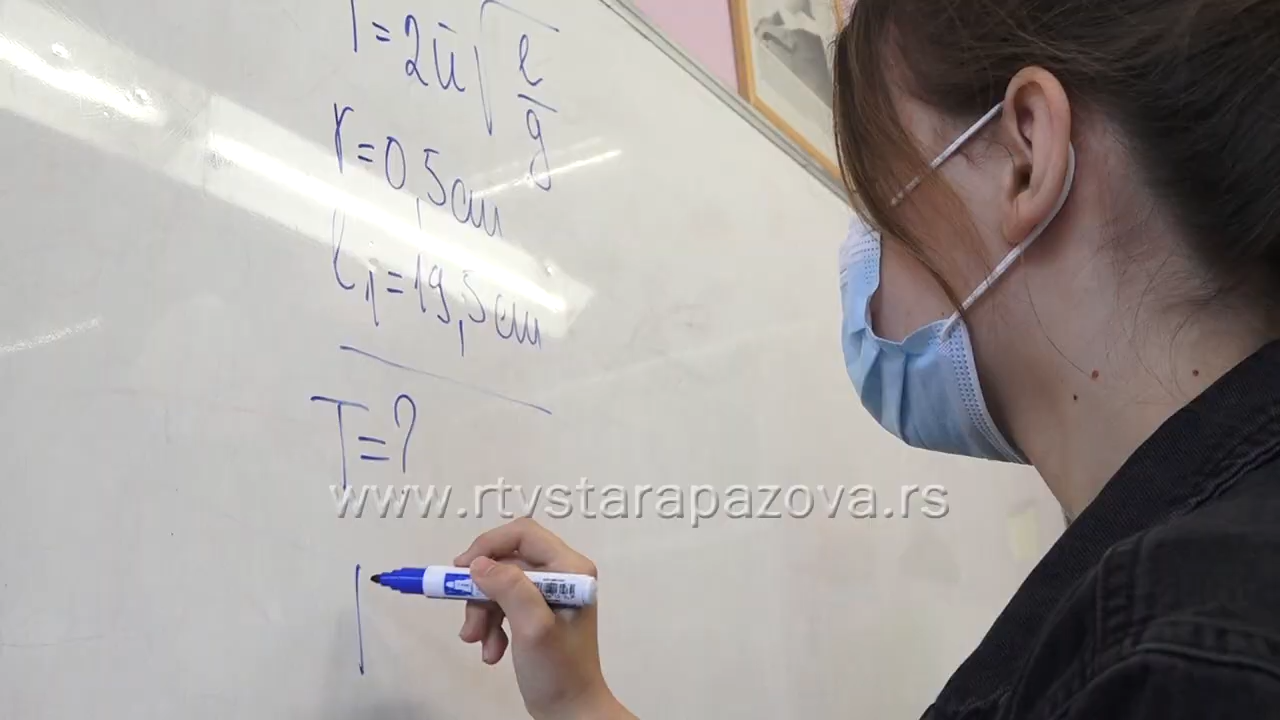 T=2π√ℓ/g
r=0,5cm
ℓ₁=19,5cm
T=?
www.rtvstarapazova.rs